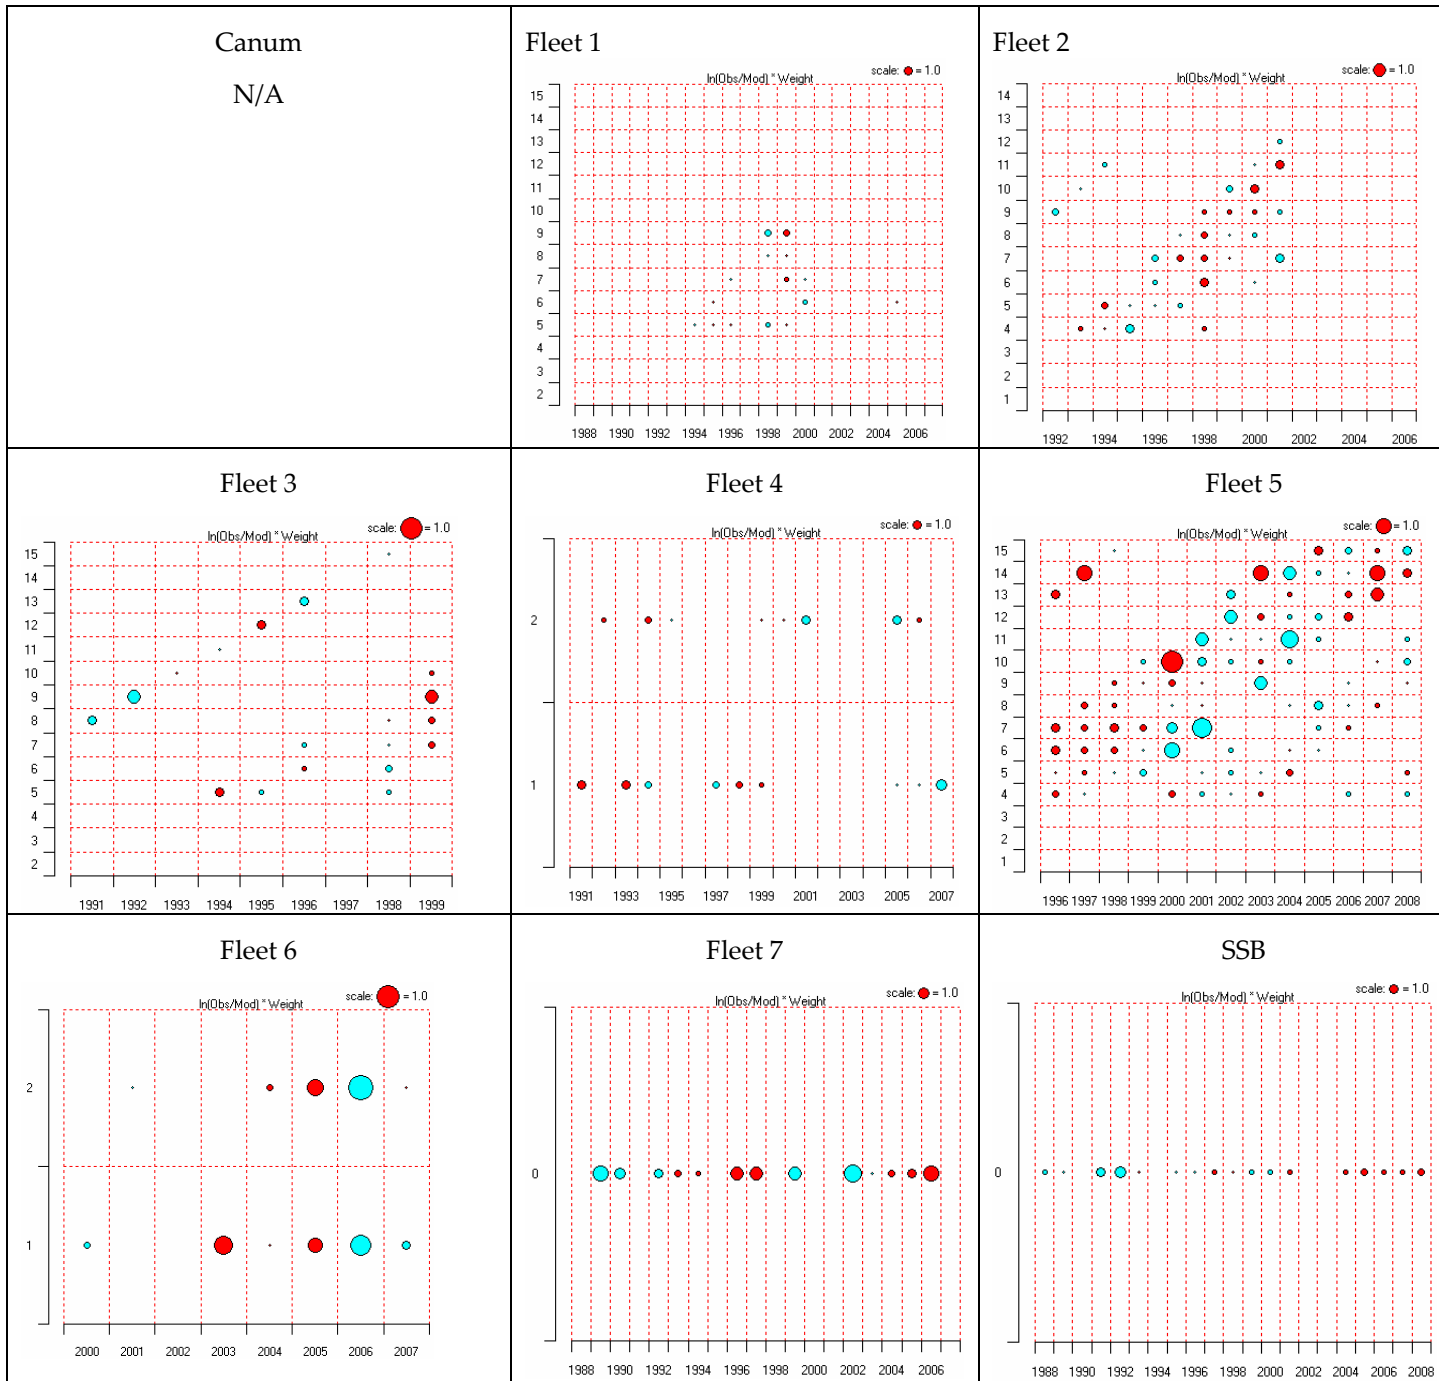 Canum
N/A
Fleet 1
scale: = 1.0
ln(Obs/Mod) * Weight
15
14
13
12
11
10
9
8
7
6
5
4
3
2
1988 1990 1992 1994 1996 1998 2000 2002 2004 2006
Fleet 2
scale: = 1.0
ln(Obs/Mod) * Weight
14
13
12
11
10
9
8
7
6
5
4
3
2
1
1992 1994 1996 1998 2000 2002 2004 2006
Fleet 3
scale: = 1.0
ln(Obs/Mod) * Weight
15
14
13
12
11
10
9
8
7
6
5
4
3
2
1991 1992 1993 1994 1995 1996 1997 1998 1999
Fleet 4
scale: = 1.0
ln(Obs/Mod) * Weight
2
1
1991 1993 1995 1997 1999 2001 2005 2007
Fleet 5
scale: = 1.0
ln(Obs/Mod) * Weight
15
14
13
12
11
10
9
8
7
6
5
4
3
2
1
1996 1997 1998 1999 2000 2001 2002 2003 2004 2005 2006 2007 2008
Fleet 6
scale: = 1.0
ln(Obs/Mod) * Weight
2
1
2000 2001 2002 2003 2004 2005 2006 2007
Fleet 7
scale: = 1.0
ln(Obs/Mod) * Weight
0
1988 1990 1992 1994 1996 1998 2000 2002 2004 2006
SSB
scale: = 1.0
ln(Obs/Mod) * Weight
0
1988 1990 1992 1994 1996 1998 2000 2002 2004 2006 2008